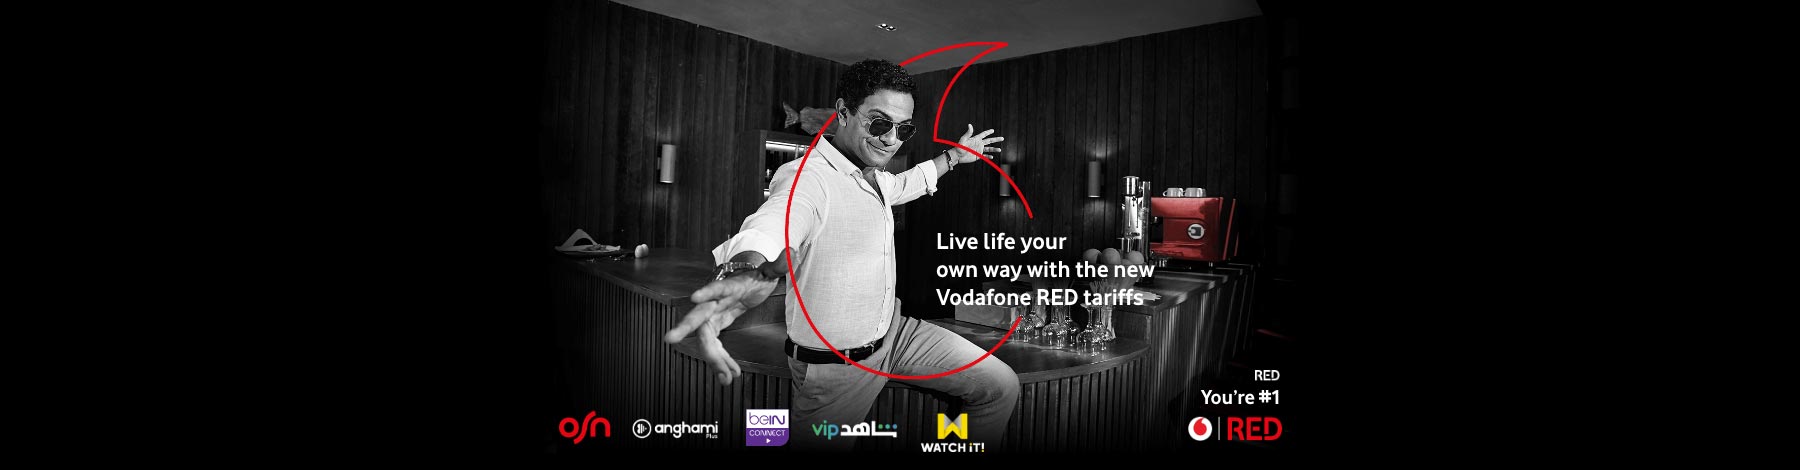 Live life your
own way with the new
Vodafone RED tariffs
RED
You're #1
RED
osn
anghami
Plus
beIN
CONNECT
شاهد vip
WATCH iT!